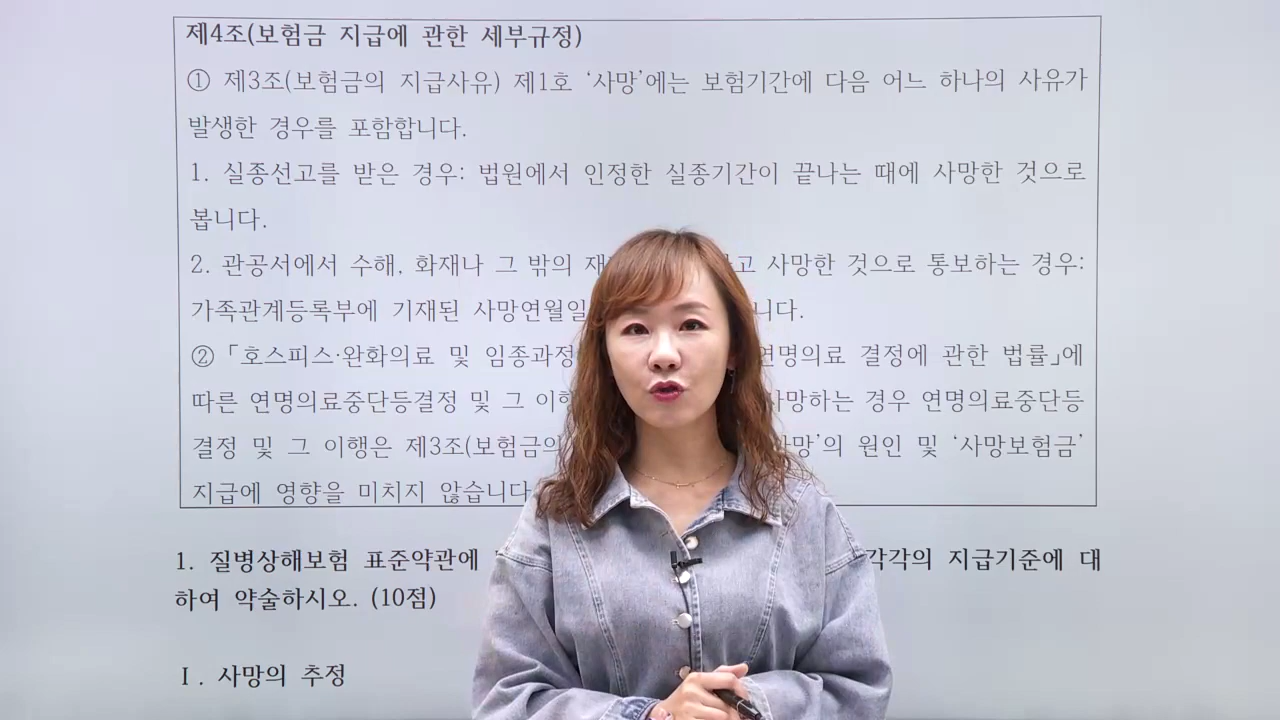 제4조(보험금 지급에 관한 세부규정)
① 제3조(보험금의 지급사유) 제1호 ‘사망’에는 보험기간에 다음 어느 하나의 사유가
발생한 경우를 포함합니다.
1. 실종선고를 받은 경우: 법원에서 인정한 실종기간이 끝나는 때에 사망한 것으로
봅니다.
2. 관공서에서 수해, 화재나 그 밖의 사망한 것으로 통보하는 경우:
가족관계등록부에 기재된 사망연월일
② 「호스피스·완화의료 및 연명의료 결정에 관한 법률」에
따른 연명의료중단등결정 및 그 사망하는 경우 연명의료중단등
결정 및 그 이행은 제3조(보험금의 원인 및 ‘사망보험금’
지급에 영향을 미치지 않습니다
1. 질병상해보험 표준약관에 각각의 지급기준에 대
하여 약술하시오. (10점)
Ⅰ. 사망의 추정